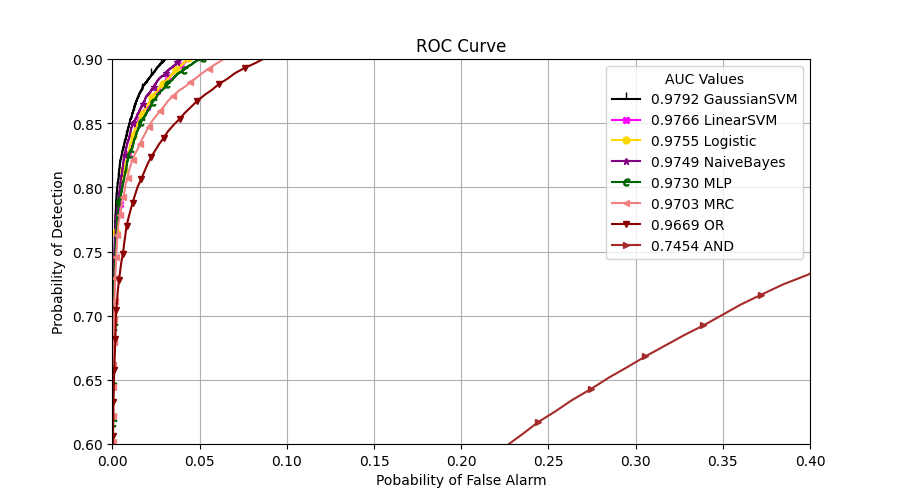 ROC Curve
Probability of Detection
0.90
0.85
0.80
0.75
0.70
0.65
0.60
AUC Values
0.9792 GaussianSVM
0.9766 LinearSVM
0.9755 Logistic
0.9749 NaiveBayes
0.9730 MLP
0.9703 MRC
0.9669 OR
0.7454 AND
0.00 0.05 0.10 0.15 0.20 0.25 0.30 0.35 0.40
Pobability of False Alarm